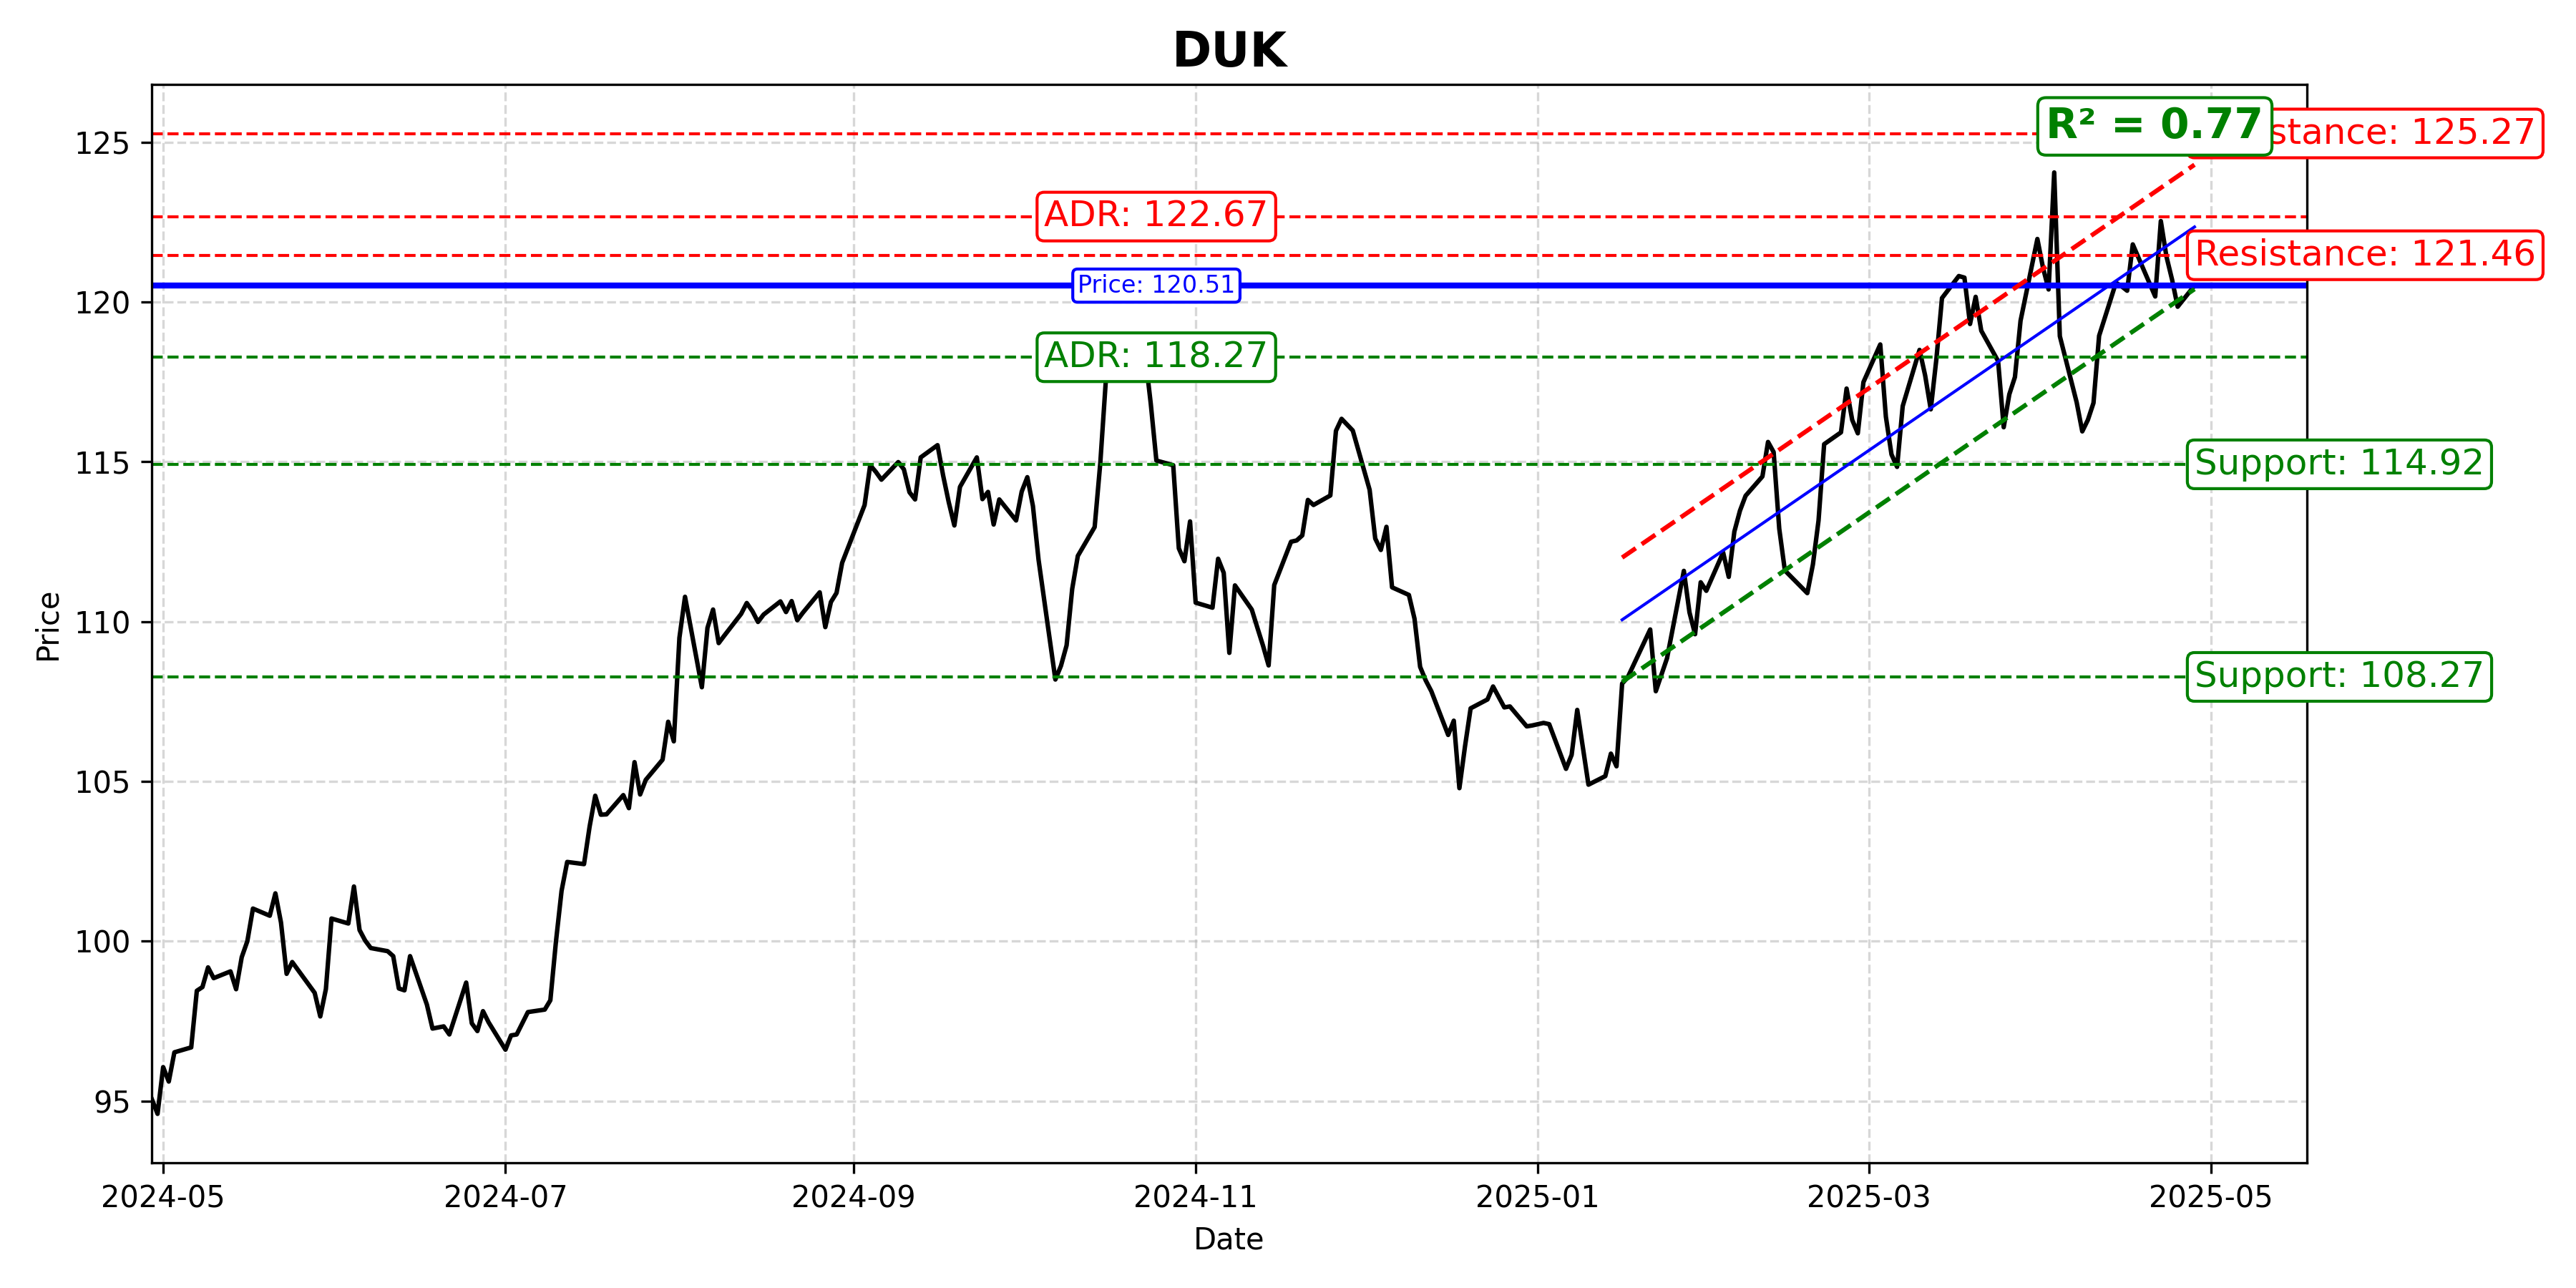 DUK
R² = 0.77
stance: 125.27
ADR: 122.67
Resistance: 121.46
Price: 120.51
ADR: 118.27
Support: 114.92
Support: 108.27
Price
125
120
115
110
105
100
95
2024-05
2024-07
2024-09
2024-11
2025-01
2025-03
2025-05
Date